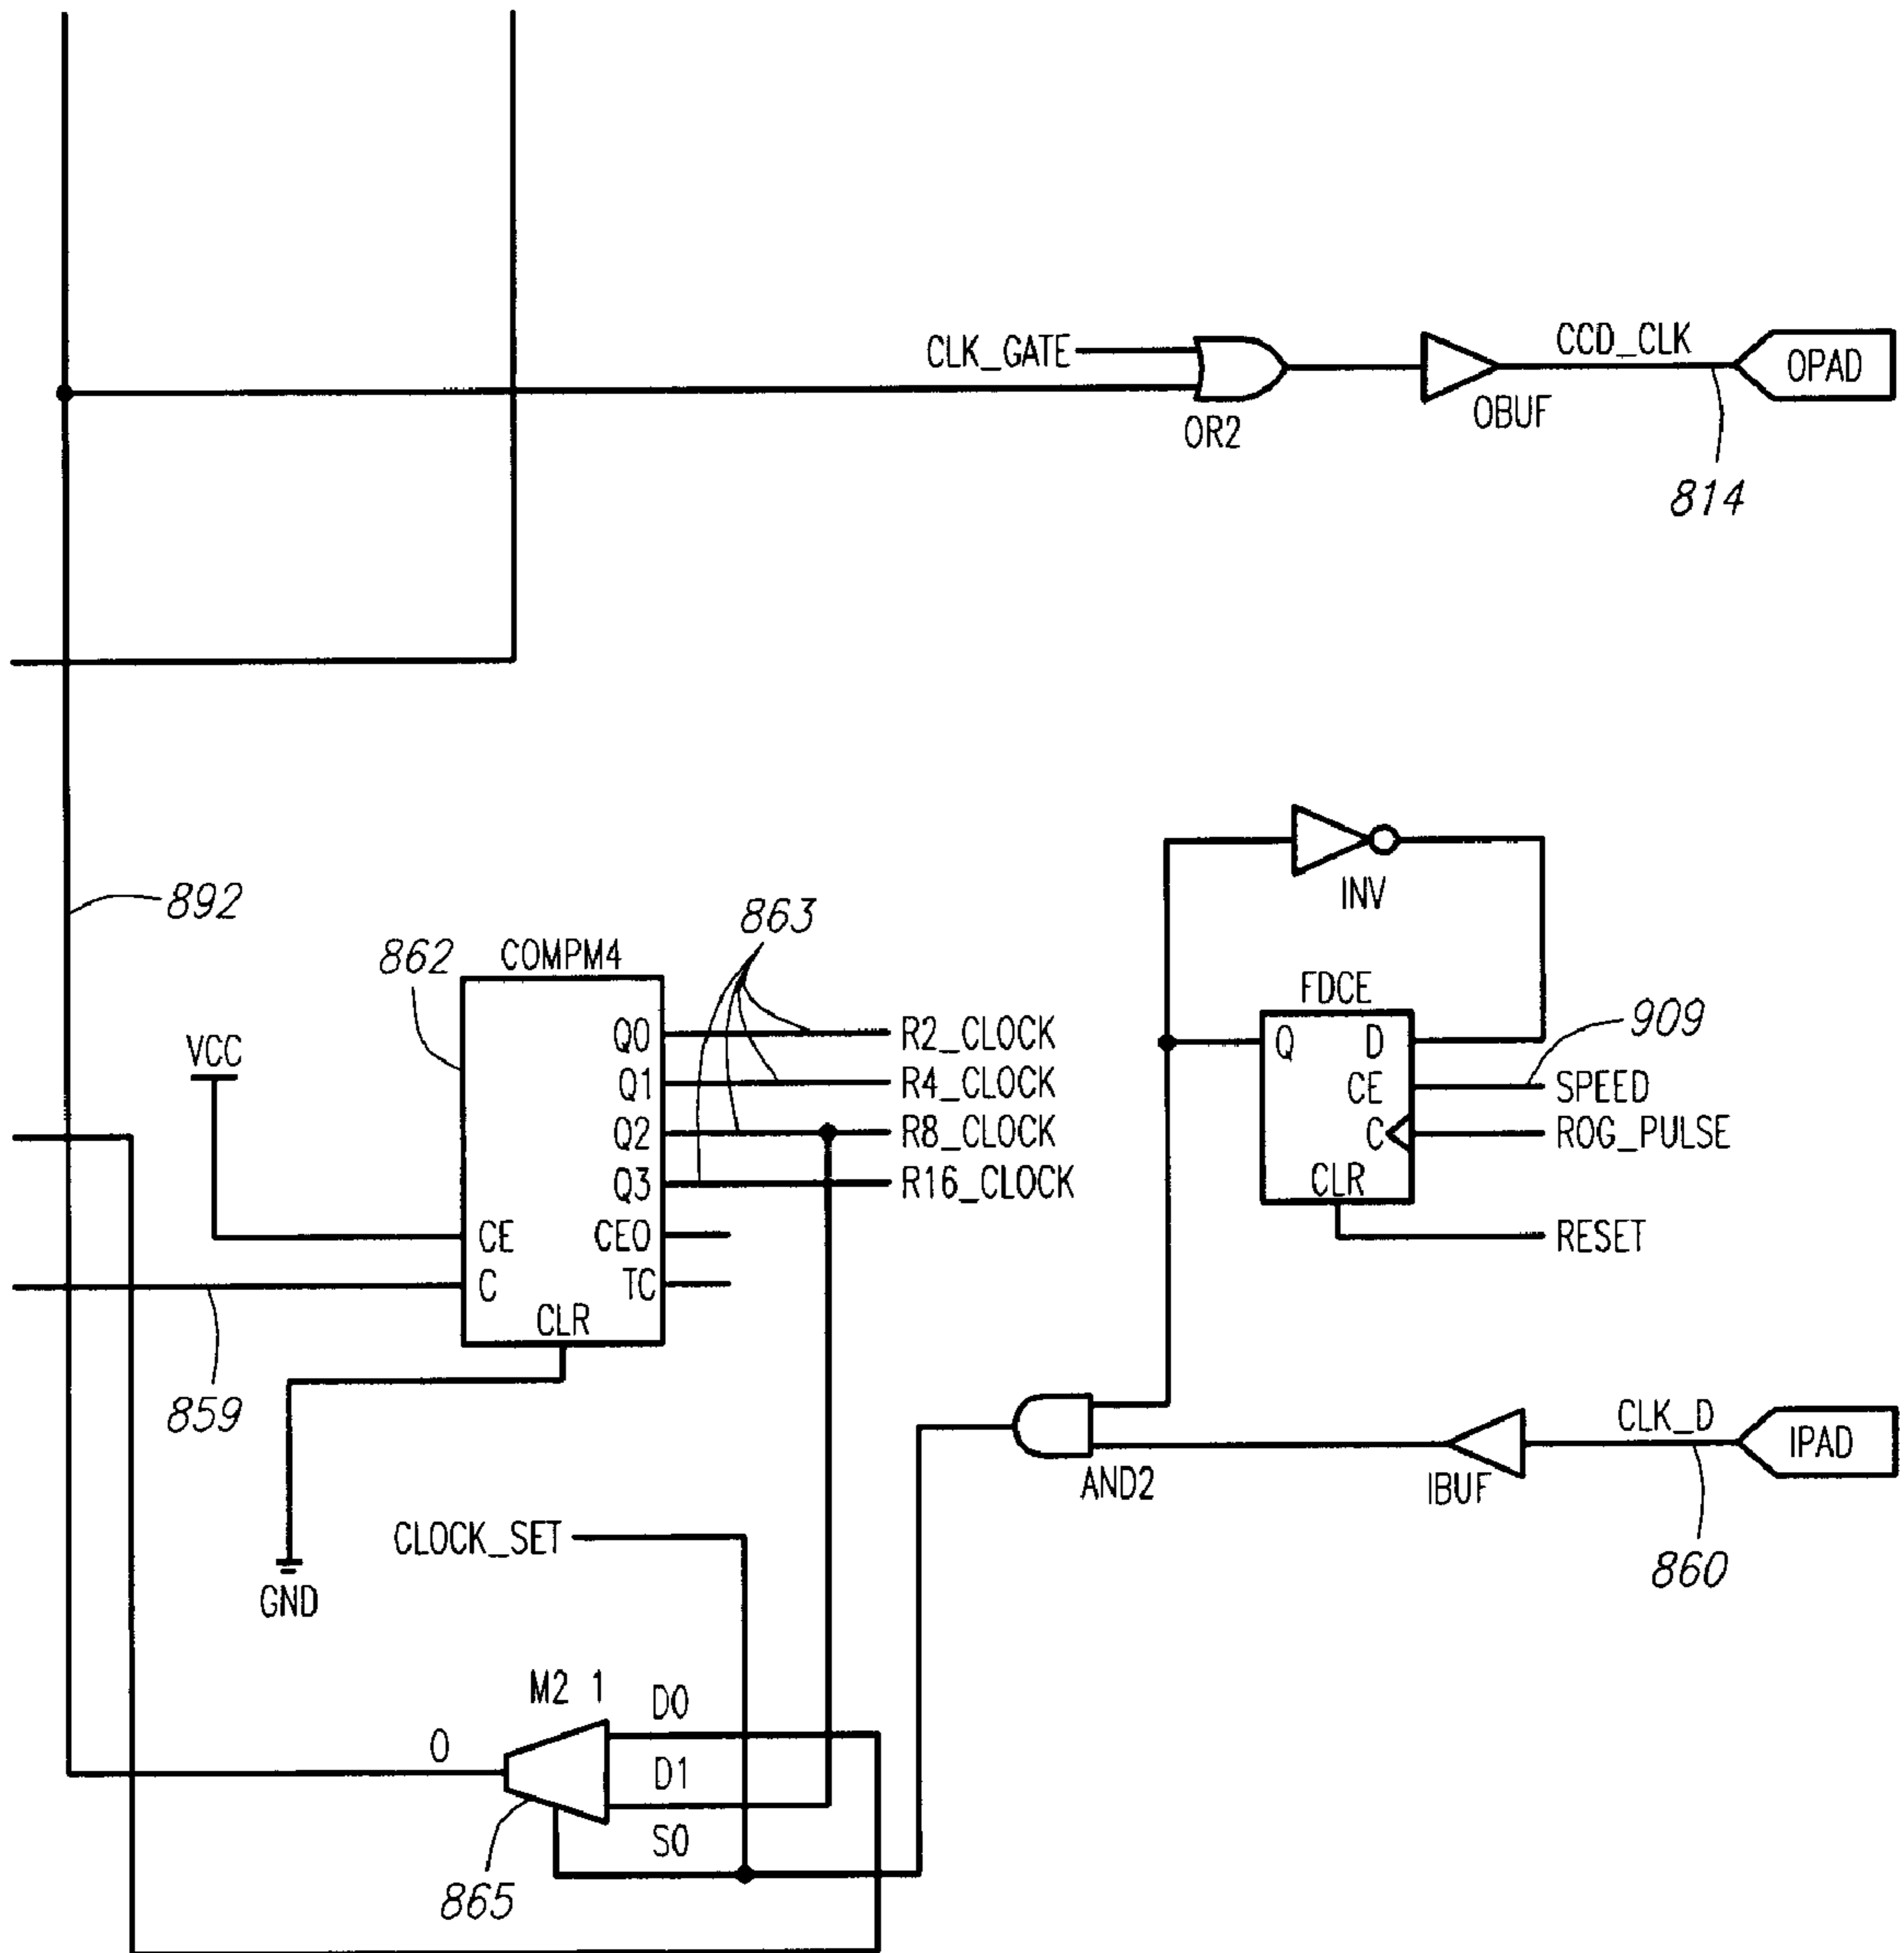 CLK_GATE
CCD_CLK
OPAD
OR2
OBUF
814
892
863
INV
862
COMPM4
FDCE
909
VCC
Q0
R2_CLOCK
Q
D
Q1
R4_CLOCK
CE
SPEED
Q2
R8_CLOCK
C
ROG_PULSE
Q3
R16_CLOCK
CLR
CE
CEO
RESET
C
TC
CLR
859
CLK_D
IPAD
AND2
IBUF
CLOCK_SET
860
GND
M2 1
D0
O
D1
S0
865